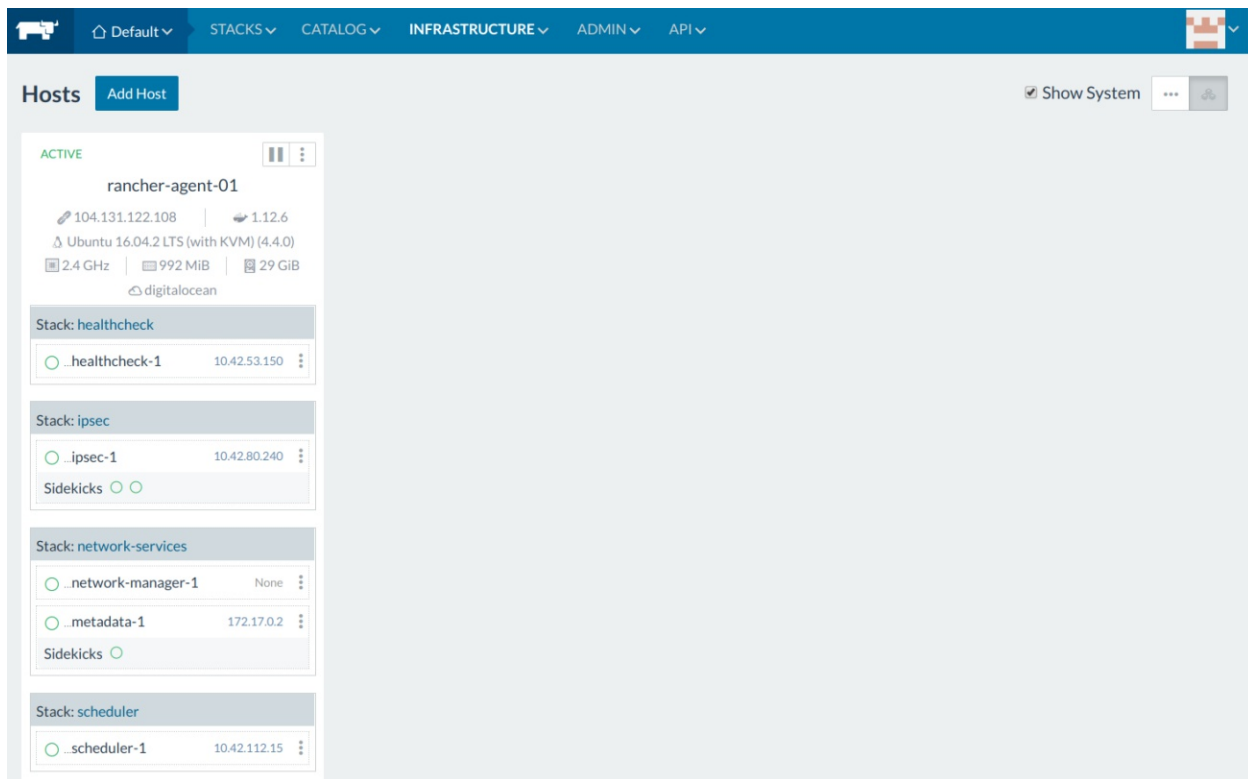 Default STACKS CATALOG INFRASTRUCTURE ADMIN API
Hosts Add Host Show System
ACTIVE
rancher-agent-01
104.131.122.108 1.12.6
Ubuntu 16.04.2 LTS (with KVM) (4.4.0)
2.4 GHz 992 MiB 29 GiB
digitalocean
Stack: healthcheck
...healthcheck-1 10.42.53.150
Stack: ipsec
...ipsec-1 10.42.80.240
Sidekicks
Stack: network-services
...network-manager-1 None
...metadata-1 172.17.0.2
Sidekicks
Stack: scheduler
...scheduler-1 10.42.112.15